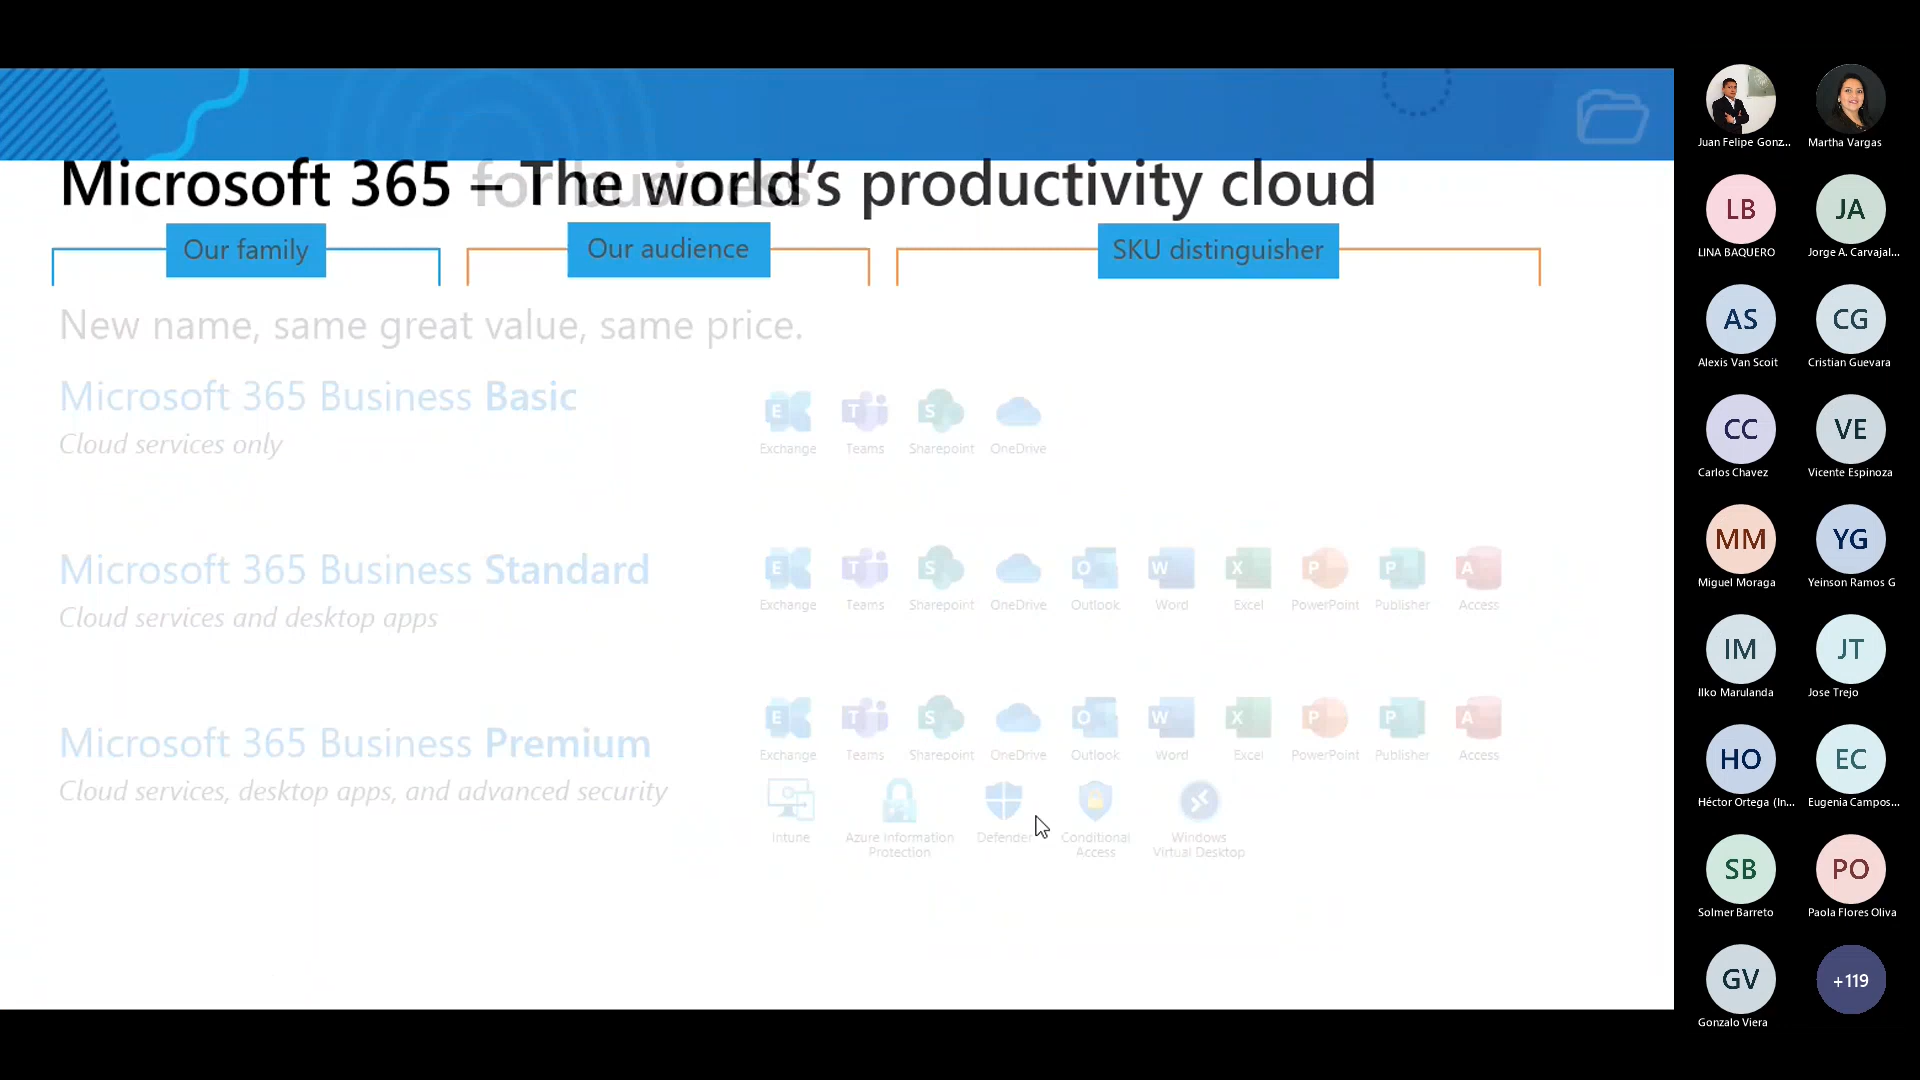 Microsoft 365 – The world's productivity cloud
for business
Our family
Our audience
SKU distinguisher
New name, same great value, same price.
Microsoft 365 Business Basic
Cloud services only
Exchange Teams Sharepoint OneDrive
Microsoft 365 Business Standard
Cloud services and desktop apps
Exchange Teams Sharepoint OneDrive Outlook Word Excel PowerPoint Publisher Access
Microsoft 365 Business Premium
Cloud services, desktop apps, and advanced security
Exchange Teams Sharepoint OneDrive Outlook Word Excel PowerPoint Publisher Access
Intune
Azure Information
Protection
Defender
Conditional
Access
Windows
Virtual Desktop
Juan Felipe Gonz...
Martha Vargas
LB
LINA BAQUERO
JA
Jorge A. Carvajal...
AS
Alexis Van Scoit
CG
Cristian Guevara
CC
Carlos Chavez
VE
Vicente Espinoza
MM
Miguel Moraga
YG
Yeinson Ramos G
IM
Ilko Marulanda
JT
Jose Trejo
HO
Héctor Ortega (In...
EC
Eugenia Campos...
SB
Solmer Barreto
PO
Paola Flores Oliva
GV
Gonzalo Viera
+119